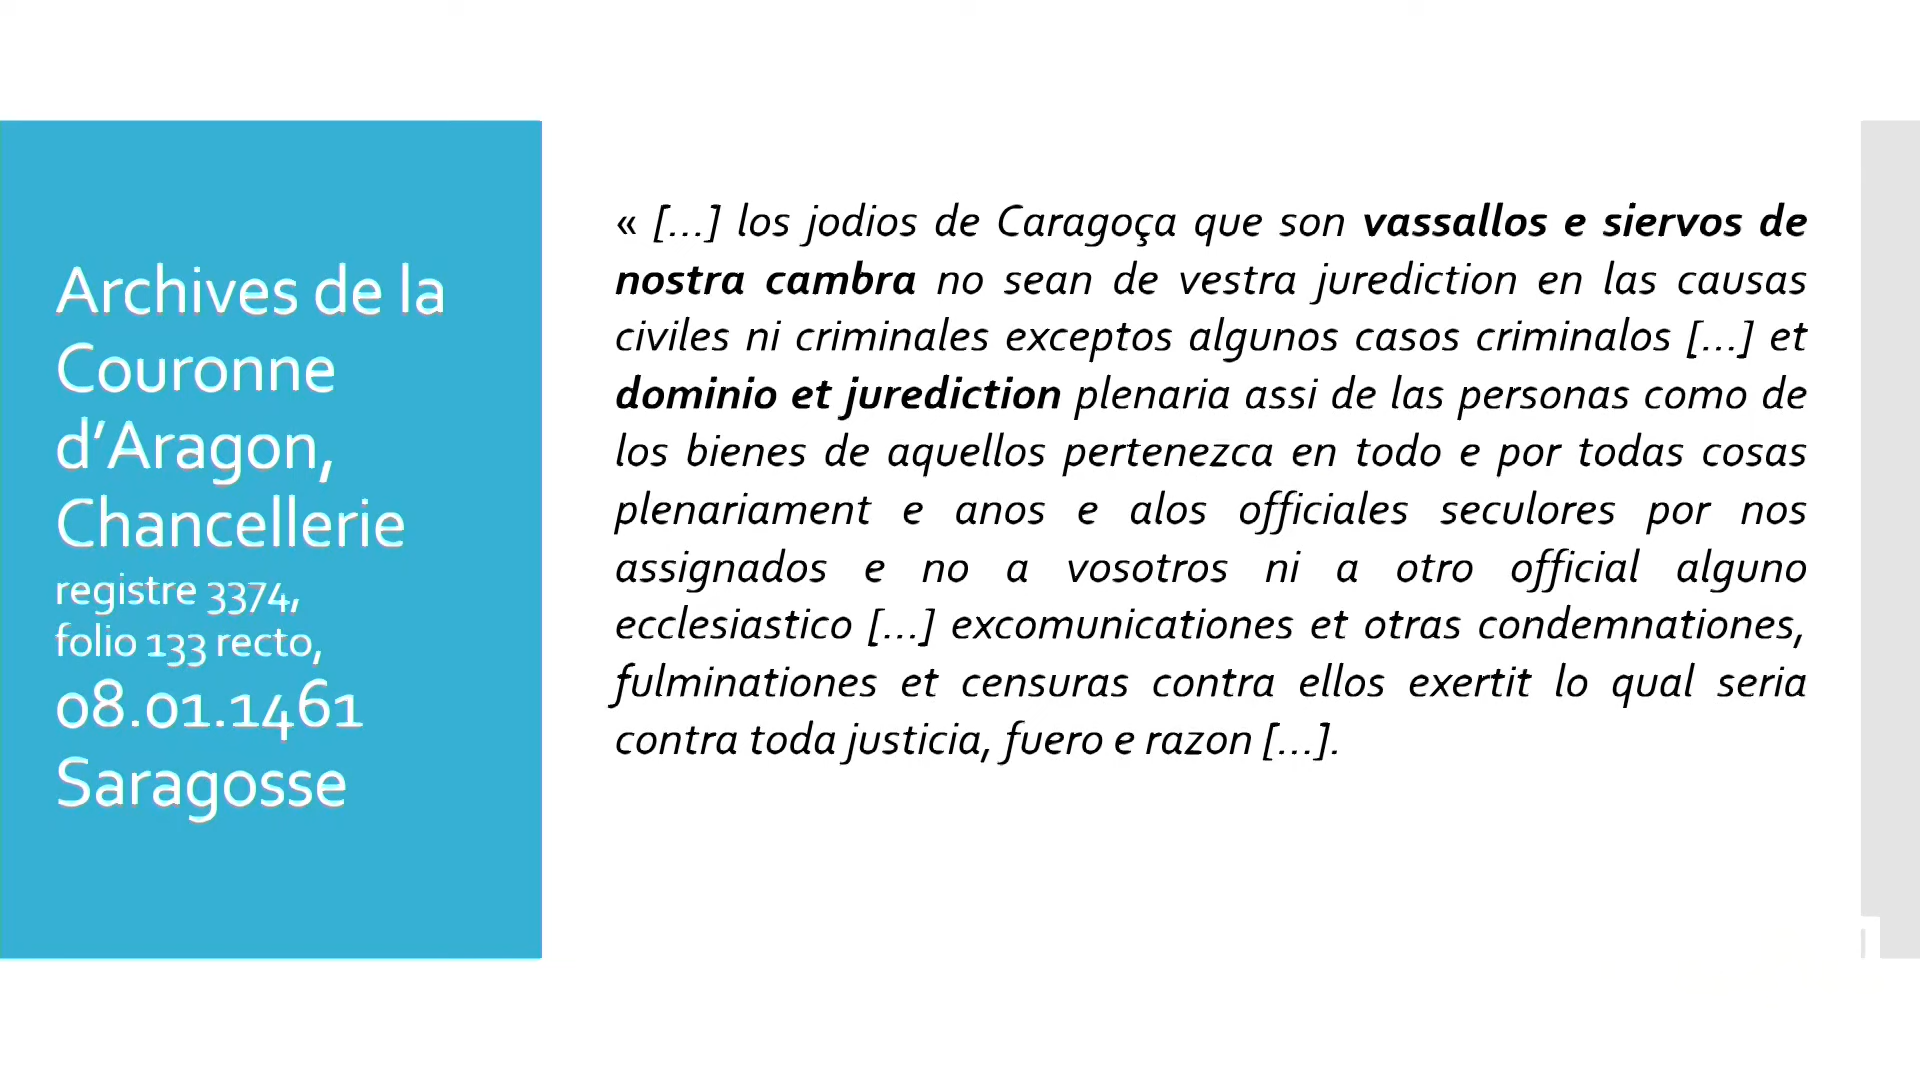 Archives de la
Couronne
d’Aragon,
Chancellerie
registre 3374,
folio 133 recto,
08.01.1461
Saragosse
« [...] los jodios de Caragoça que son vassallos e siervos de
nostra cambra no sean de vestra jurediction en las causas
civiles ni criminales exceptos algunos casos criminalos [...] et
dominio et jurediction plenaria assi de las personas como de
los bienes de aquellos pertenezca en todo e por todas cosas
plenariament e anos e alos officiales seculores por nos
assignados e no a vosotros ni a otro official alguno
ecclesiastico [...] excomunicationes et otras condemnationes,
fulminationes et censuras contra ellos exertit lo qual seria
contra toda justicia, fuero e razon [...].